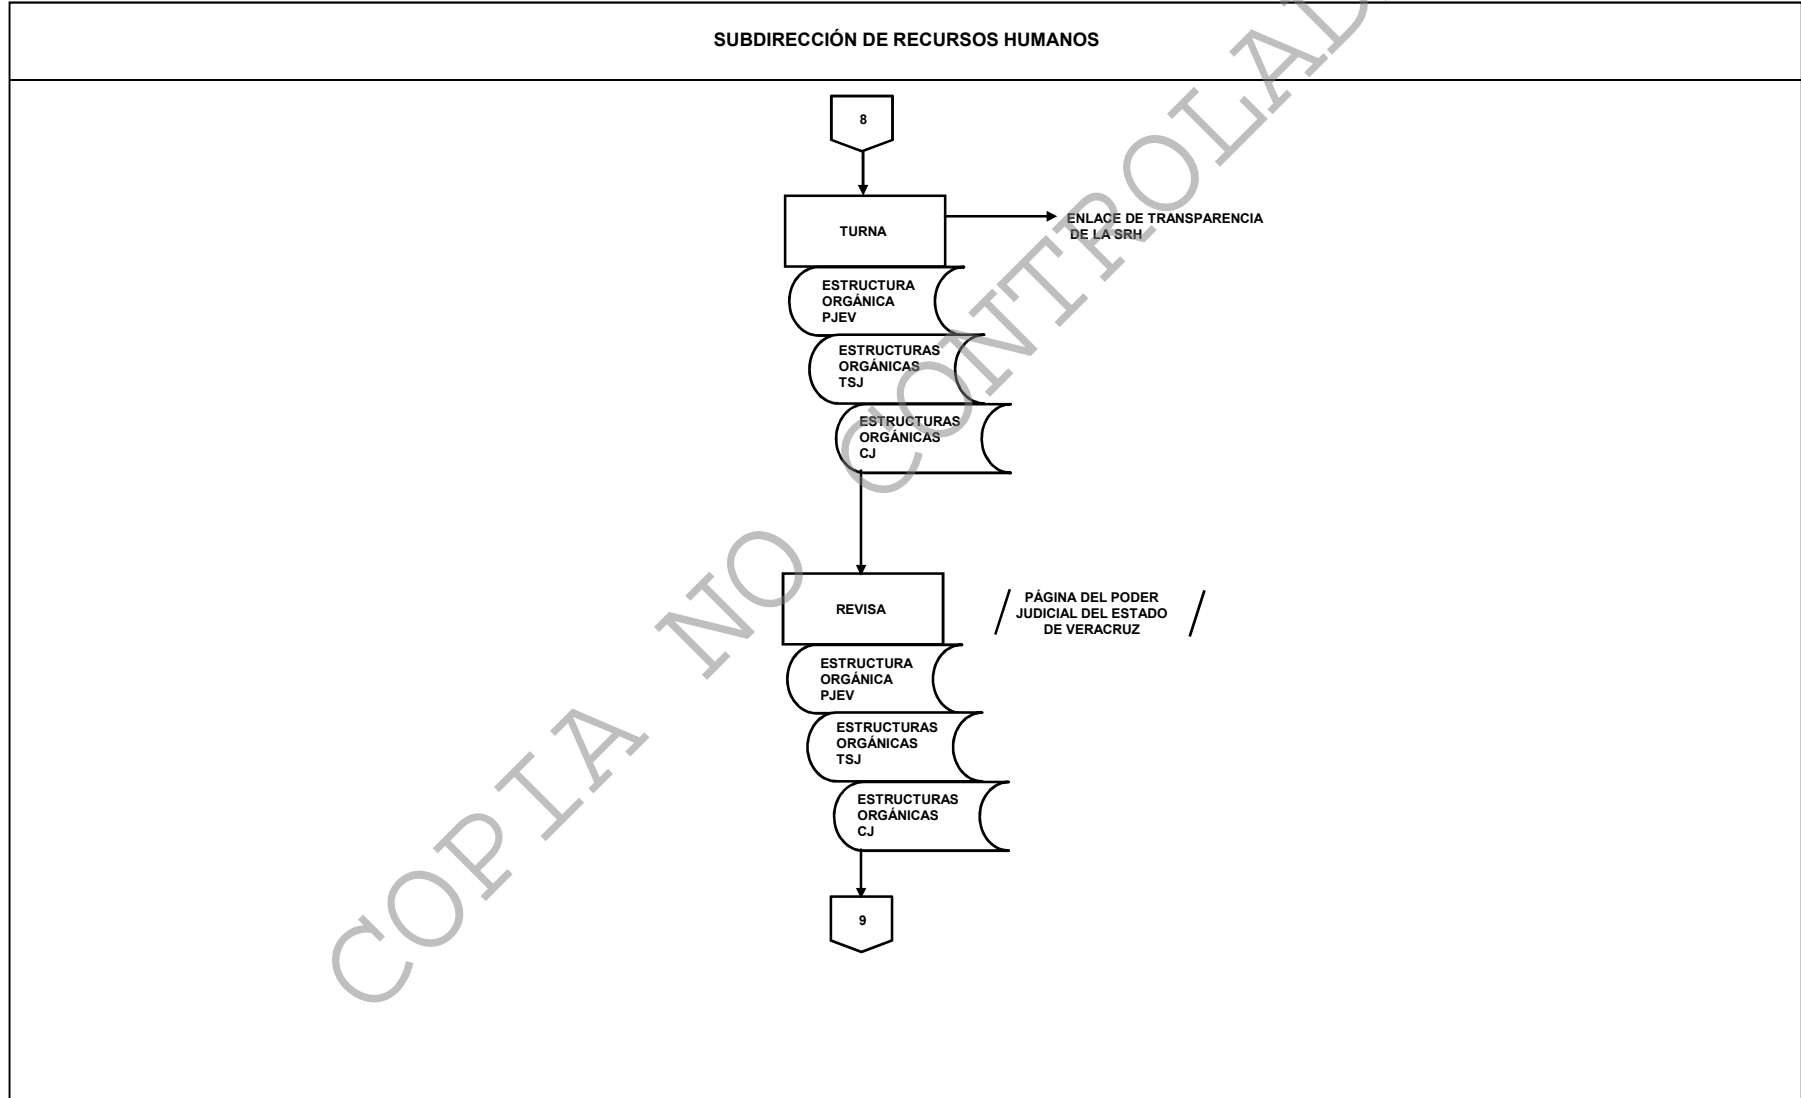 SUBDIRECCIÓN DE RECURSOS HUMANOS
8
TURNA
ENLACE DE TRANSPARENCIA
DE LA SRH
ESTRUCTURA
ORGÁNICA
PJEV
ESTRUCTURAS
ORGÁNICAS
TSJ
ESTRUCTURAS
ORGÁNICAS
CJ
REVISA
/ PÁGINA DEL PODER /
JUDICIAL DEL ESTADO
DE VERACRUZ
ESTRUCTURA
ORGÁNICA
PJEV
ESTRUCTURAS
ORGÁNICAS
TSJ
ESTRUCTURAS
ORGÁNICAS
CJ
9
COPIA NO CONTROLAD